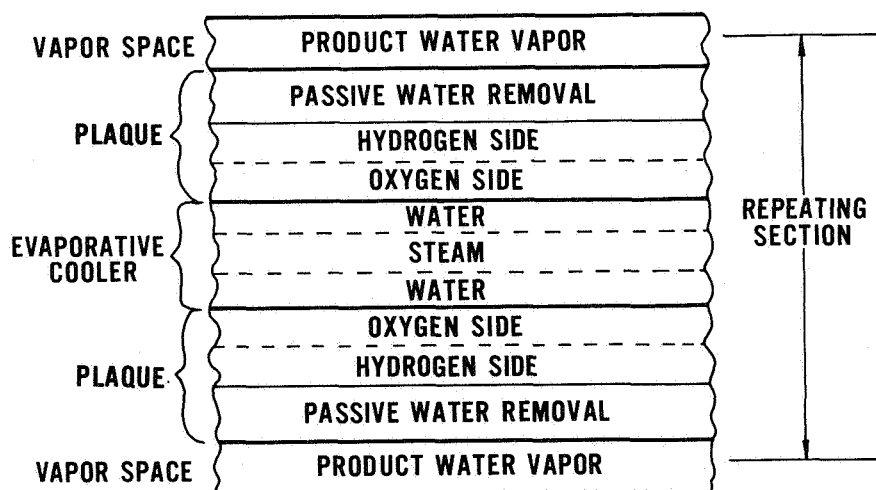 VAPOR SPACE
PRODUCT WATER VAPOR
PLAQUE
PASSIVE WATER REMOVAL
HYDROGEN SIDE
OXYGEN SIDE
EVAPORATIVE
COOLER
WATER
STEAM
WATER
REPEATING
SECTION
PLAQUE
OXYGEN SIDE
HYDROGEN SIDE
PASSIVE WATER REMOVAL
VAPOR SPACE
PRODUCT WATER VAPOR